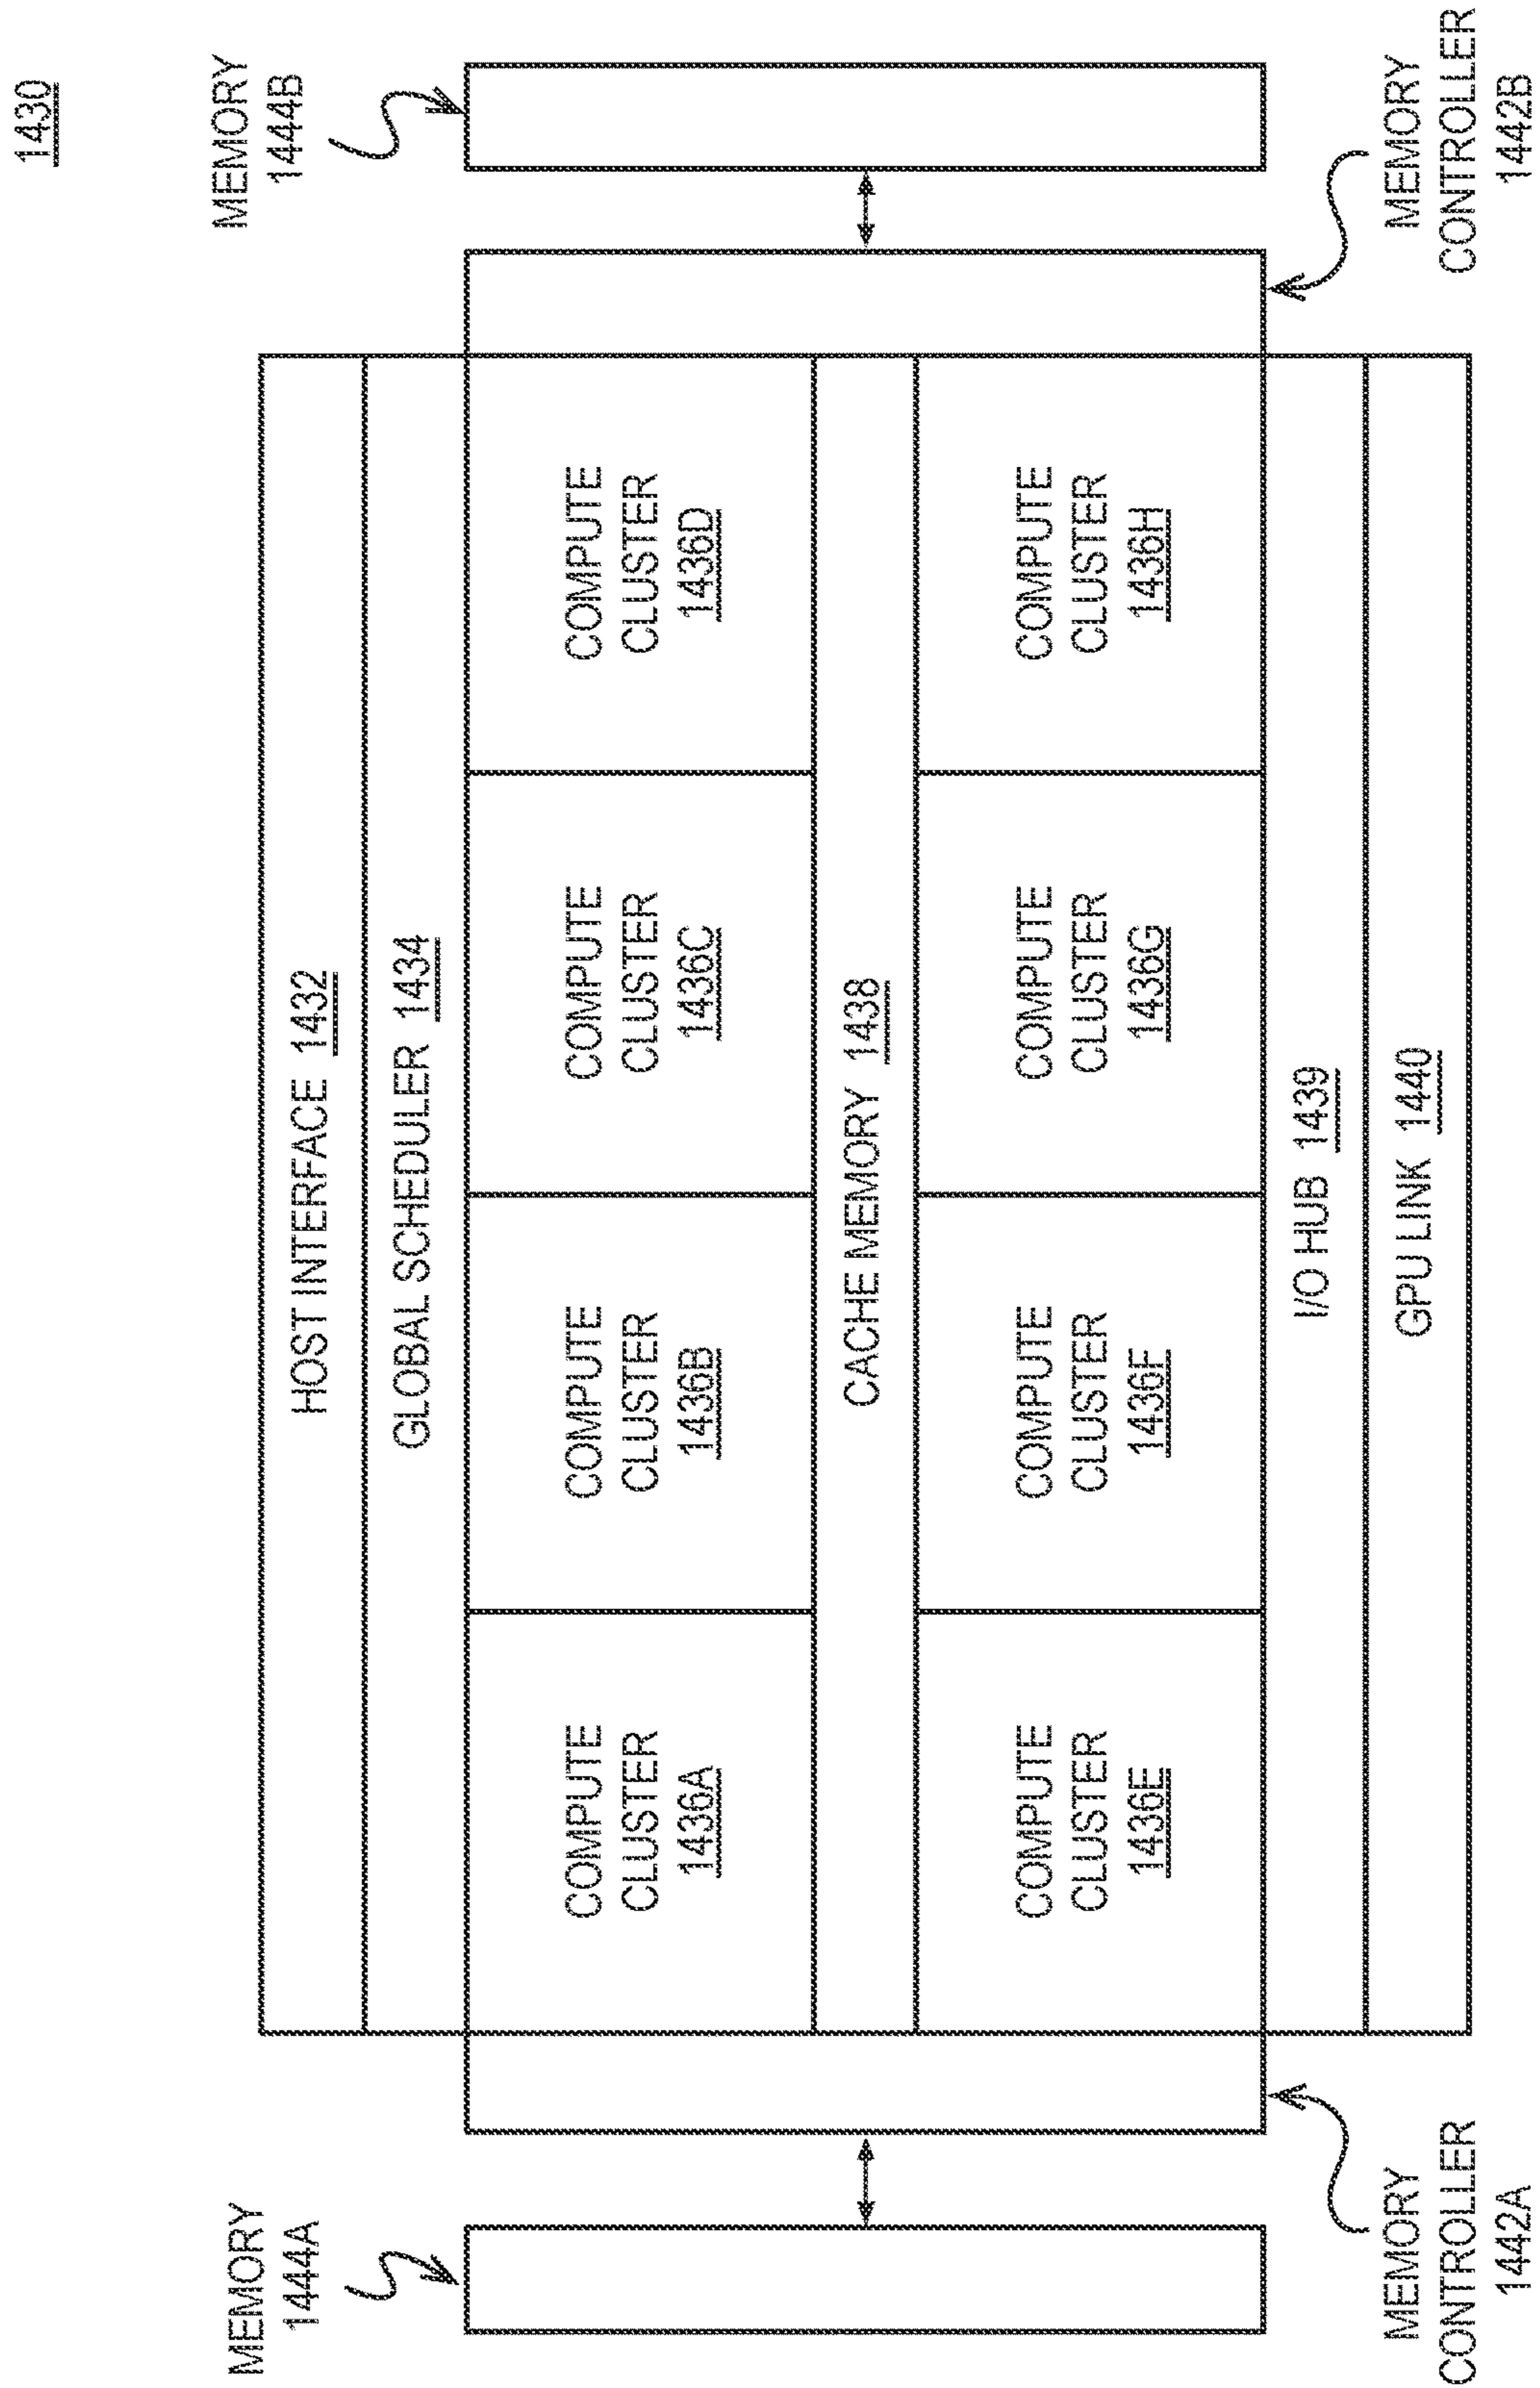 1430
MEMORY
1444B
MEMORY
CONTROLLER
1442B
HOST INTERFACE 1432
GLOBAL SCHEDULER 1434
COMPUTE
CLUSTER
1436A
COMPUTE
CLUSTER
1436B
COMPUTE
CLUSTER
1436C
COMPUTE
CLUSTER
1436D
CACHE MEMORY 1438
COMPUTE
CLUSTER
1436E
COMPUTE
CLUSTER
1436F
COMPUTE
CLUSTER
1436G
COMPUTE
CLUSTER
1436H
I/O HUB 1439
GPU LINK 1440
MEMORY
1444A
MEMORY
CONTROLLER
1442A